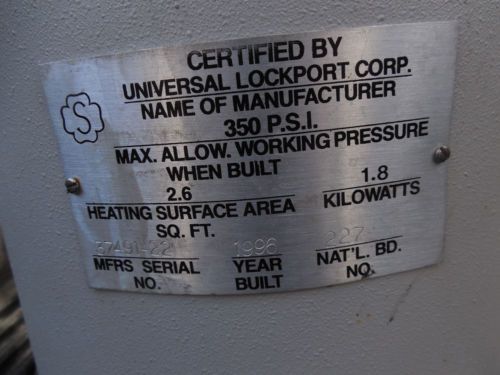 CERTIFIED BY
UNIVERSAL LOCKPORT CORP.
NAME OF MANUFACTURER
350 P.S.I.
MAX. ALLOW. WORKING PRESSURE
WHEN BUILT
2.6 1.8
HEATING SURFACE AREA KILOWATTS
SQ. FT.
1996 227
MFRS SERIAL YEAR NAT'L. BD.
NO. BUILT NO.
S